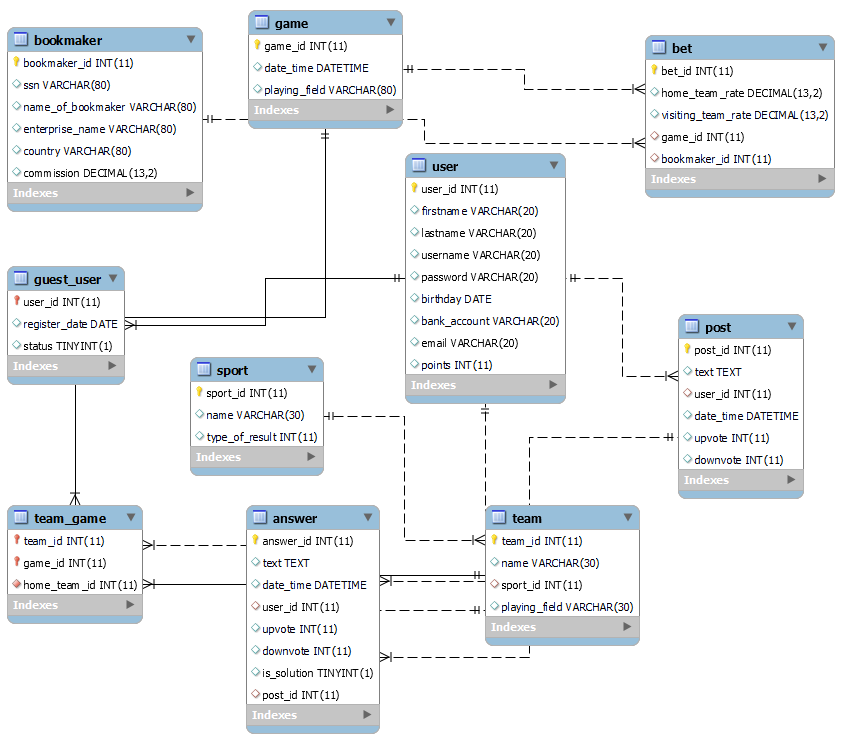 bookmaker
bookmaker_id INT(11)
ssn VARCHAR(80)
name_of_bookmaker VARCHAR(80)
enterprise_name VARCHAR(80)
country VARCHAR(80)
commission DECIMAL(13,2)
Indexes
game
game_id INT(11)
date_time DATETIME
playing_field VARCHAR(80)
Indexes
bet
bet_id INT(11)
home_team_rate DECIMAL(13,2)
visiting_team_rate DECIMAL(13,2)
game_id INT(11)
bookmaker_id INT(11)
Indexes
user
user_id INT(11)
firstname VARCHAR(20)
lastname VARCHAR(20)
username VARCHAR(20)
password VARCHAR(20)
birthday DATE
bank_account VARCHAR(20)
email VARCHAR(20)
points INT(11)
Indexes
guest_user
user_id INT(11)
register_date DATE
status TINYINT(1)
Indexes
sport
sport_id INT(11)
name VARCHAR(30)
type_of_result INT(11)
Indexes
post
post_id INT(11)
text TEXT
user_id INT(11)
date_time DATETIME
upvote INT(11)
downvote INT(11)
Indexes
team_game
team_id INT(11)
game_id INT(11)
home_team_id INT(11)
Indexes
answer
answer_id INT(11)
text TEXT
date_time DATETIME
user_id INT(11)
upvote INT(11)
downvote INT(11)
is_solution TINYINT(1)
post_id INT(11)
Indexes
team
team_id INT(11)
name VARCHAR(30)
sport_id INT(11)
playing_field VARCHAR(30)
Indexes